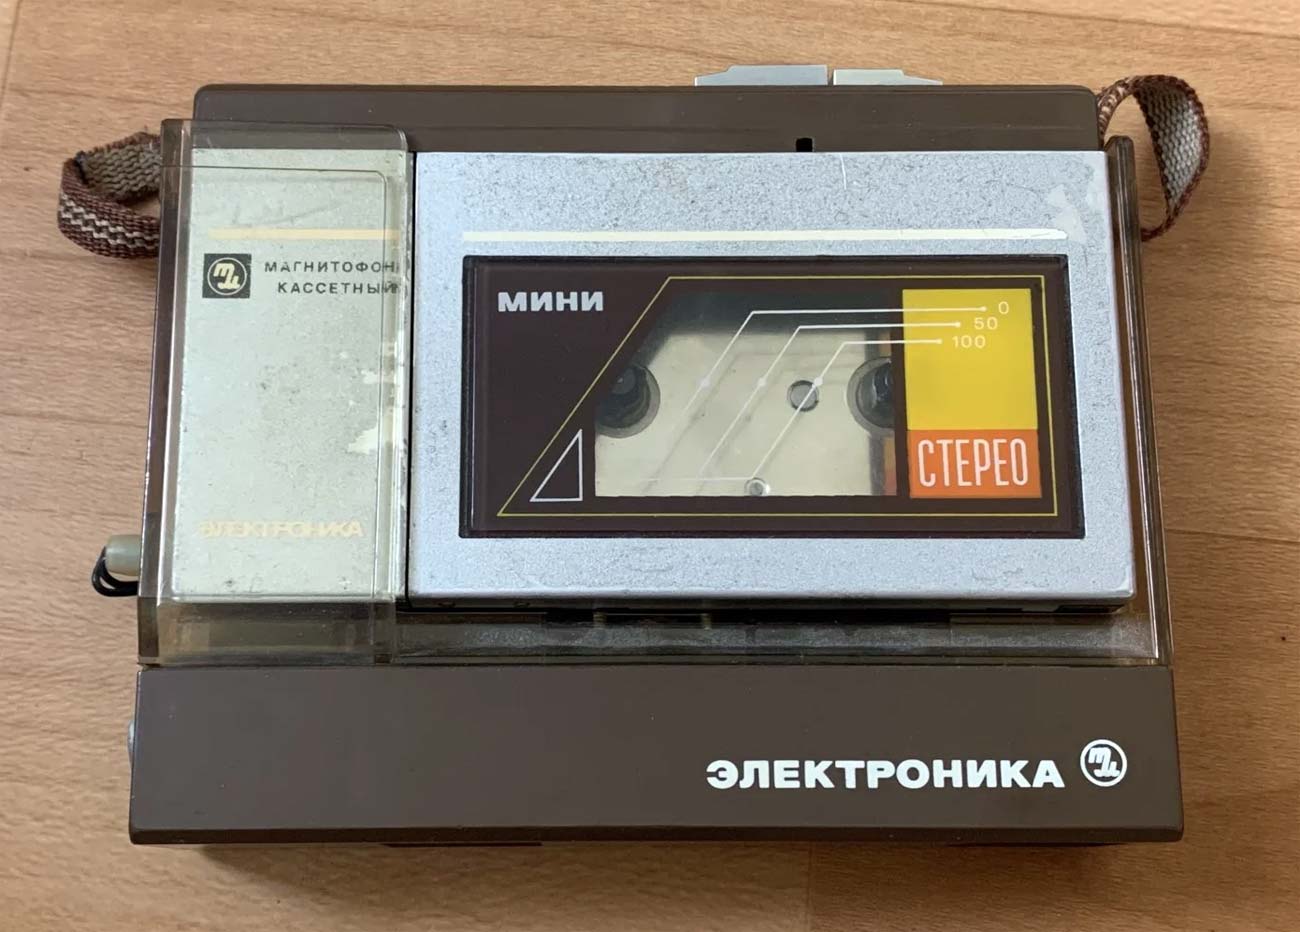 МАГНИТОФОН
КАССЕТНЫЙ
ЭЛЕКТРОНИКА
МИНИ
0
50
100
СТЕРЕО
ЭЛЕКТРОНИКА